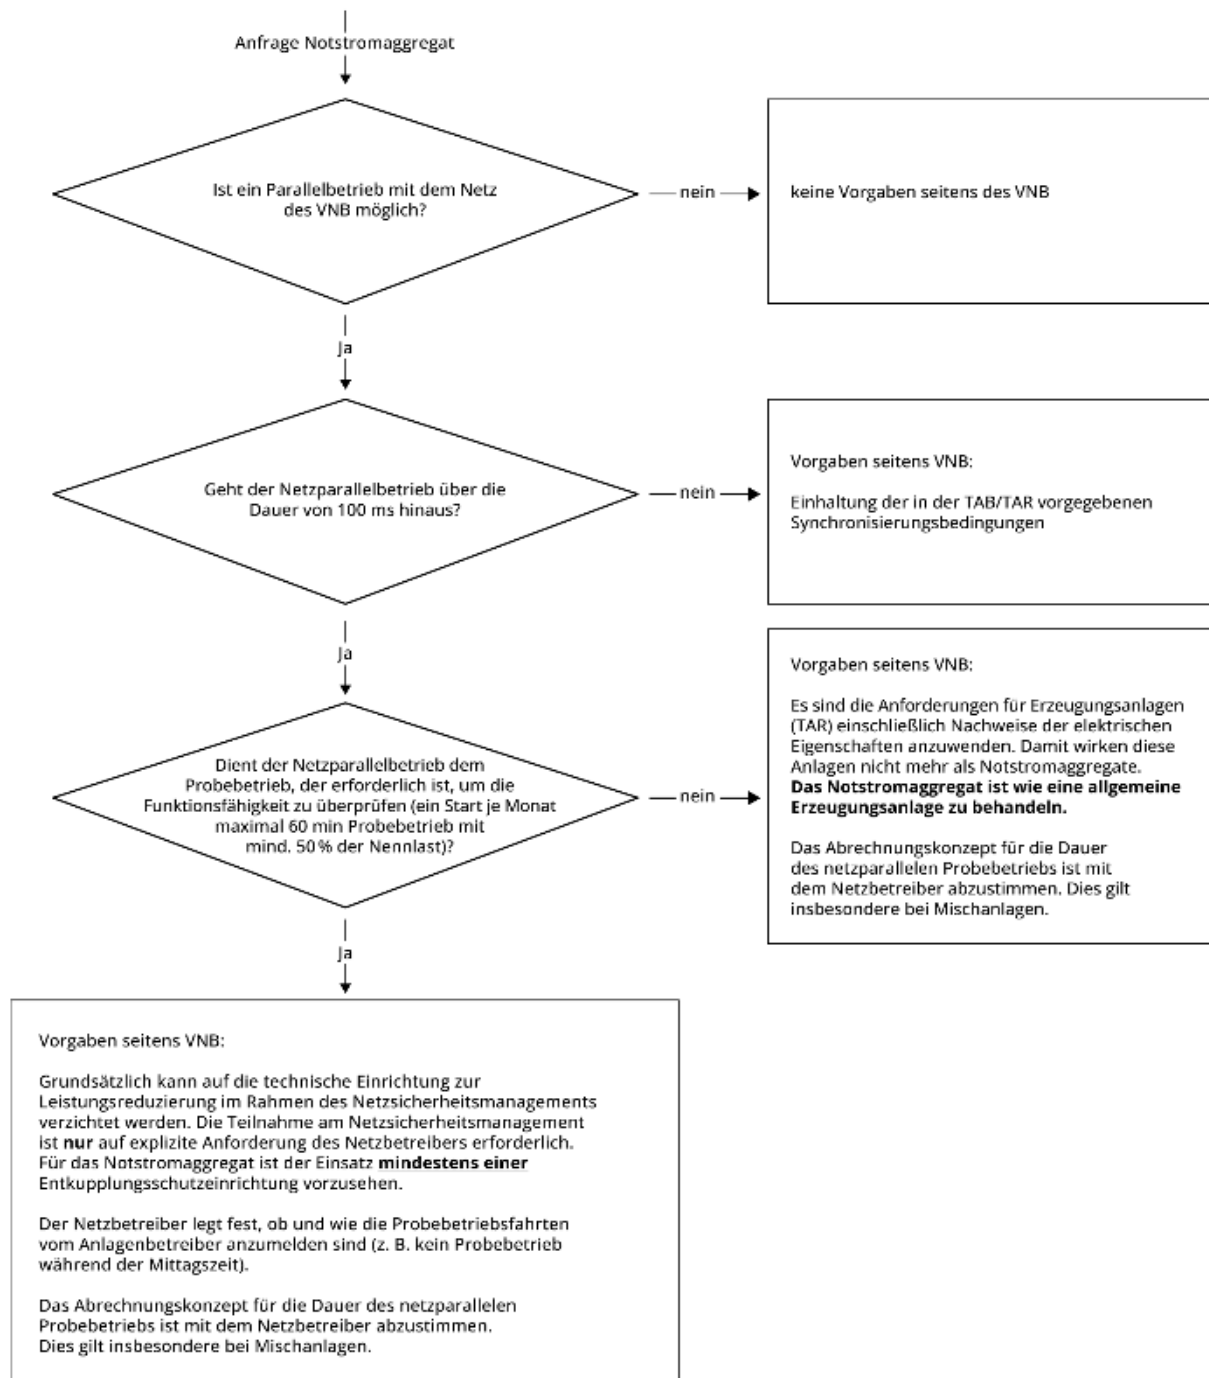 Anfrage Notstromaggregat
Ist ein Parallelbetrieb mit dem Netz
des VNB möglich?
nein
keine Vorgaben seitens des VNB
Ja
Geht der Netzparallelbetrieb über die
Dauer von 100 ms hinaus?
nein
Vorgaben seitens VNB:
Einhaltung der in der TAB/TAR vorgegebenen
Synchronisierungsbedingungen
Ja
Dient der Netzparallelbetrieb dem
Probebetrieb, der erforderlich ist, um die
Funktionsfähigkeit zu überprüfen (ein Start je Monat
maximal 60 min Probebetrieb mit
mind. 50 % der Nennlast)?
nein
Vorgaben seitens VNB:
Es sind die Anforderungen für Erzeugungsanlagen
(TAR) einschließlich Nachweise der elektrischen
Eigenschaften anzuwenden. Damit wirken diese
Anlagen nicht mehr als Notstromaggregate.
Das Notstromaggregat ist wie eine allgemeine
Erzeugungsanlage zu behandeln.
Das Abrechnungskonzept für die Dauer
des netzparallelen Probebetriebs ist mit
dem Netzbetreiber abzustimmen. Dies gilt
insbesondere bei Mischanlagen.
Ja
Vorgaben seitens VNB:
Grundsätzlich kann auf die technische Einrichtung zur
Leistungsreduzierung im Rahmen des Netzsicherheitsmanagements
verzichtet werden. Die Teilnahme am Netzsicherheitsmanagement
ist nur auf explizite Anforderung des Netzbetreibers erforderlich.
Für das Notstromaggregat ist der Einsatz mindestens einer
Entkupplungsschutzeinrichtung vorzusehen.
Der Netzbetreiber legt fest, ob und wie die Probebetriebsfahrten
vom Anlagenbetreiber anzumelden sind (z. B. kein Probebetrieb
während der Mittagszeit).
Das Abrechnungskonzept für die Dauer des netzparallelen
Probebetriebs ist mit dem Netzbetreiber abzustimmen.
Dies gilt insbesondere bei Mischanlagen.